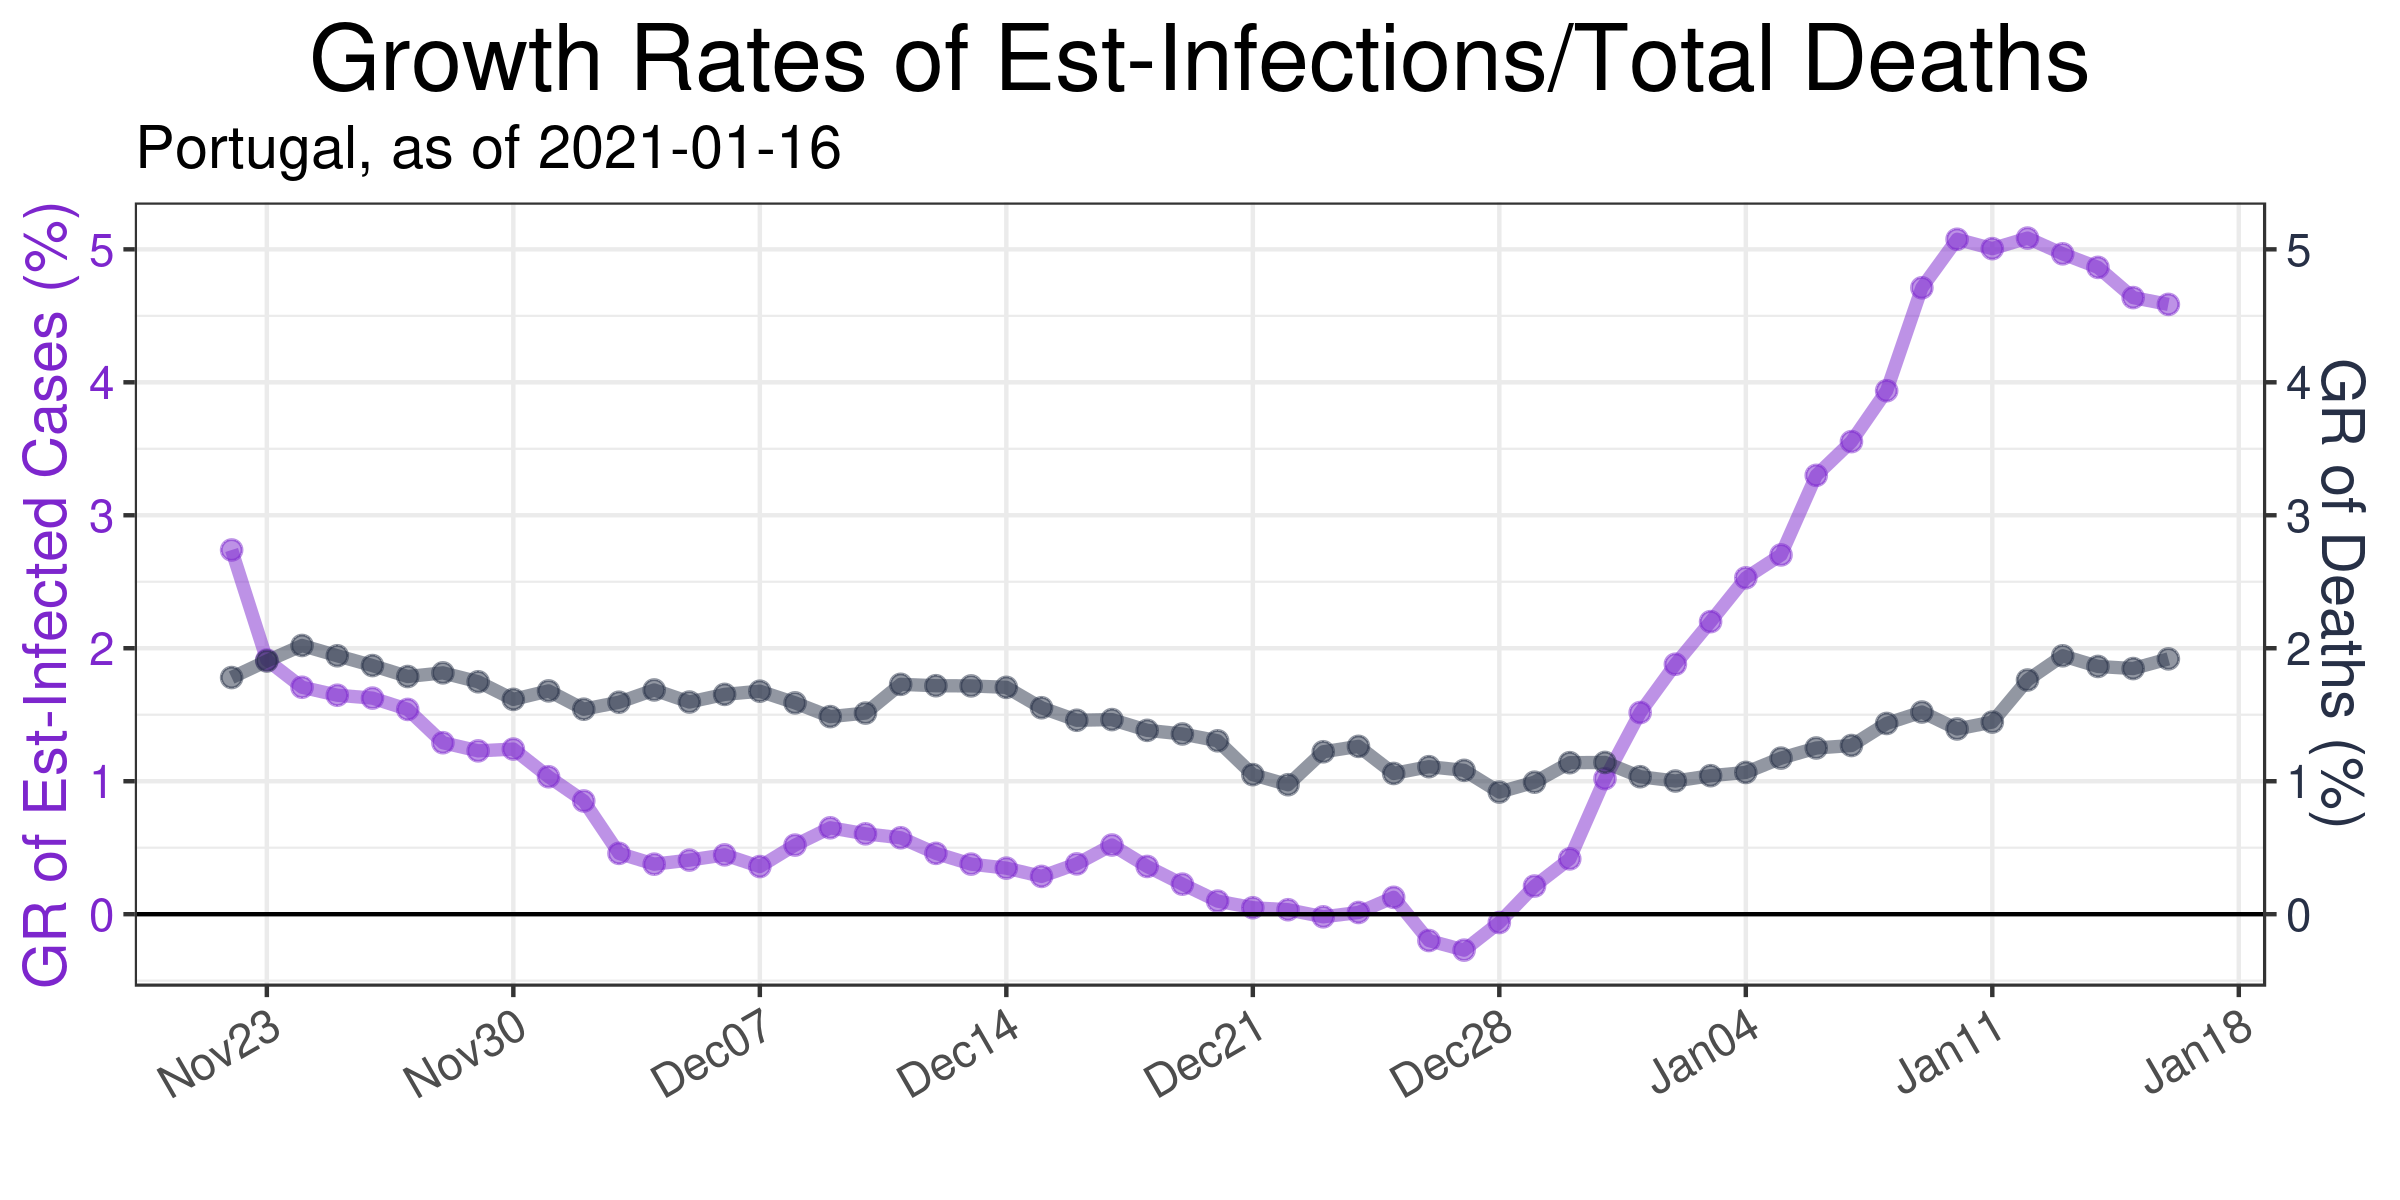 Growth Rates of Est-Infections/Total Deaths
Portugal, as of 2021-01-16
GR of Est-Infected Cases (%)
5
4
3
2
1
0
5
4
3
2
1
0
GR of Deaths (%)
Nov23
Nov30
Dec07
Dec14
Dec21
Dec28
Jan04
Jan11
Jan18